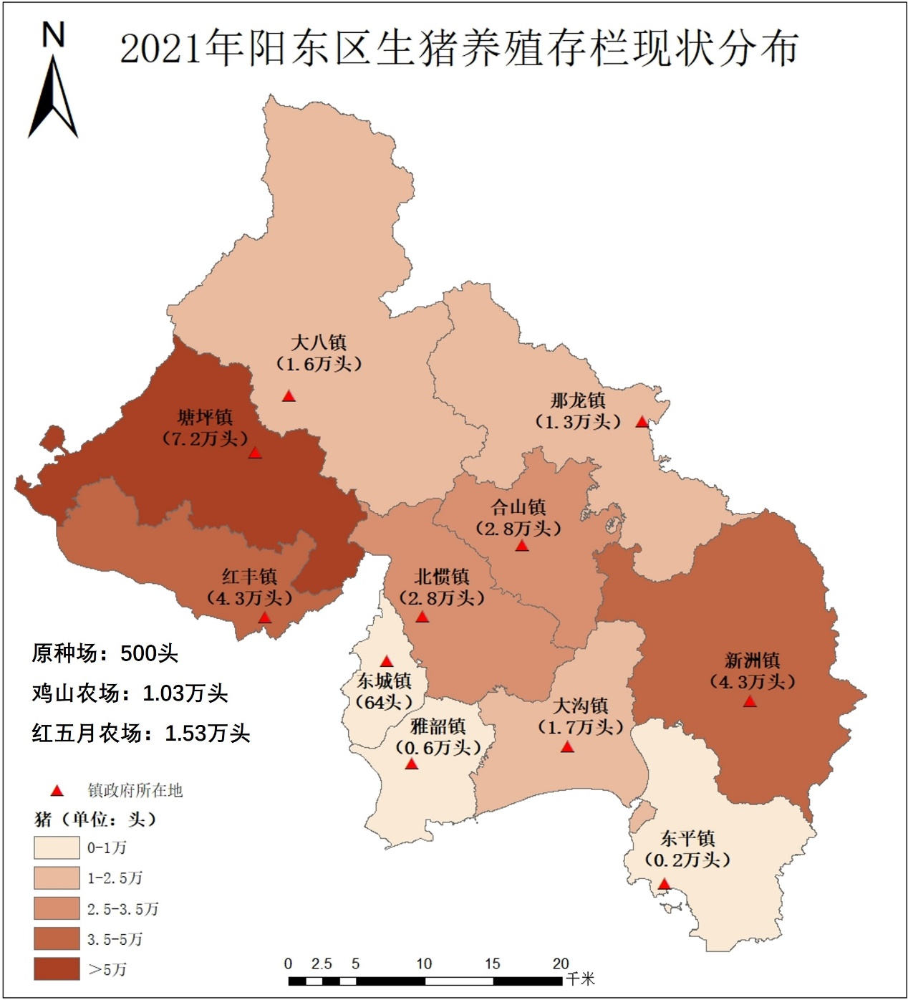 N
2021年阳东区生猪养殖存栏现状分布
大八镇
(1.6万头)
那龙镇
(1.3万头)
塘坪镇
(7.2万头)
合山镇
(2.8万头)
红丰镇
(4.3万头)
北惯镇
(2.8万头)
新洲镇
(4.3万头)
东城镇
(64头)
大沟镇
(1.7万头)
雅韶镇
(0.6万头)
东平镇
(0.2万头)
原种场：500头
鸡山农场：1.03万头
红五月农场：1.53万头
镇政府所在地
猪（单位：头）
0-1万
1-2.5万
2.5-3.5万
3.5-5万
＞5万
0 2.5 5 10 15 20 千米